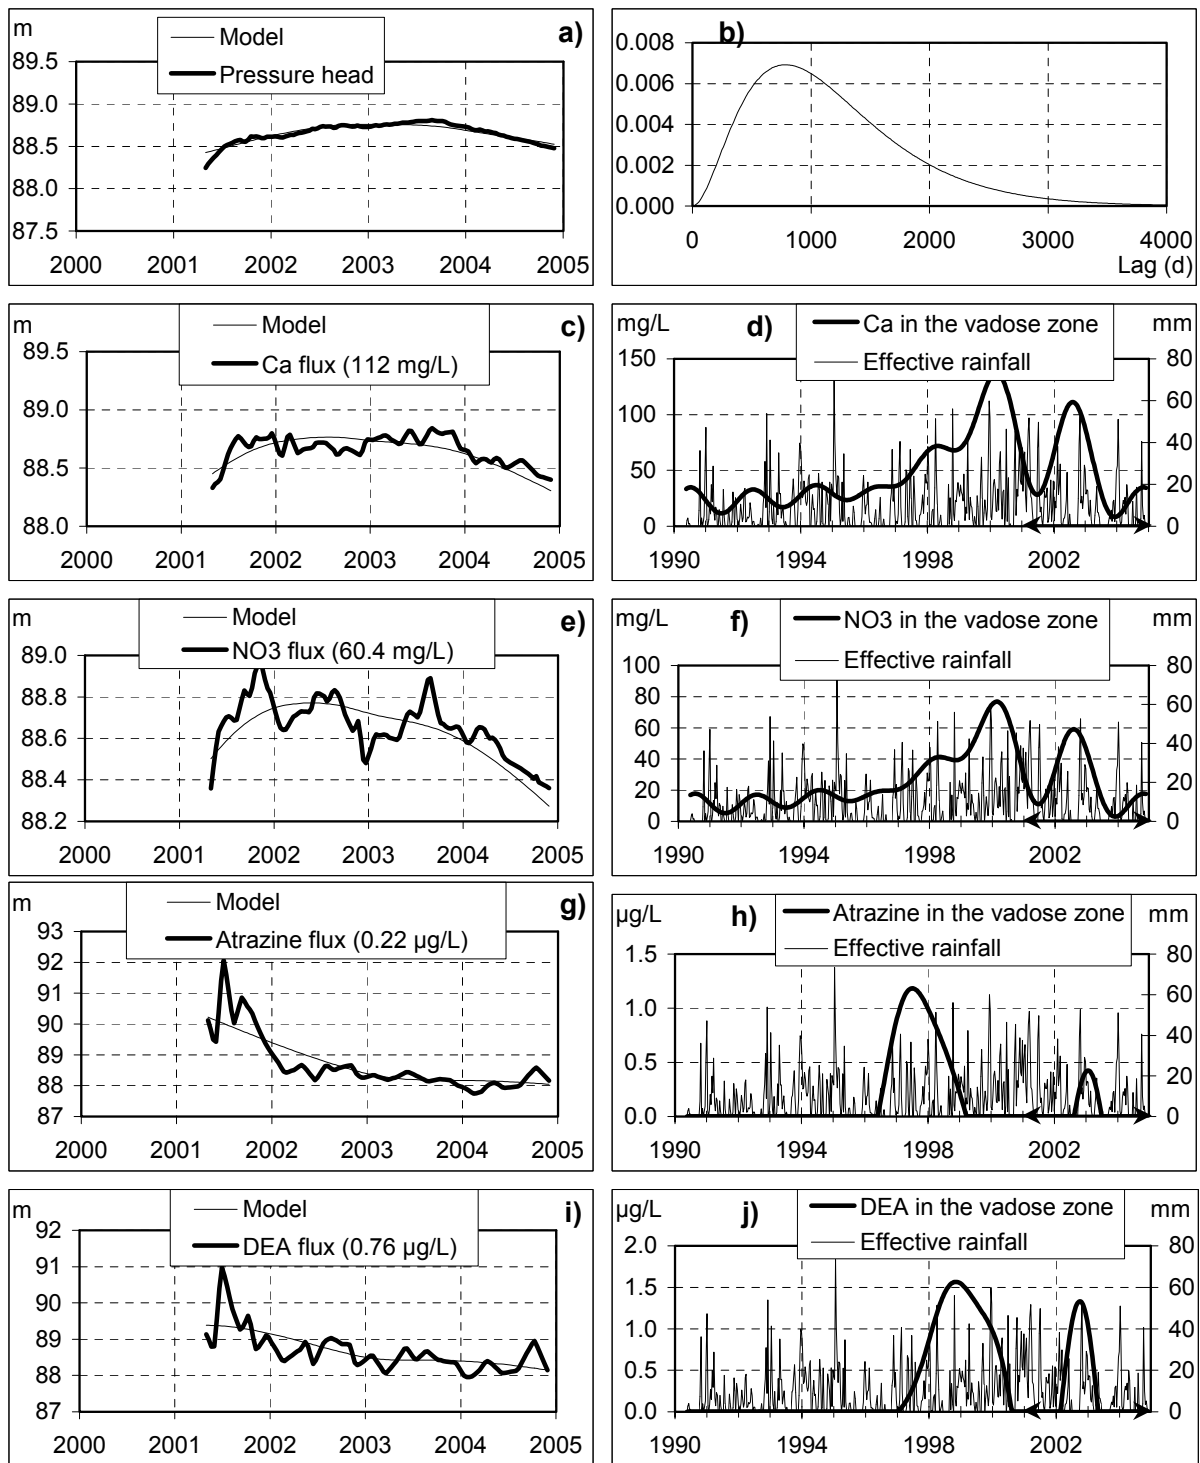 m
Model
Pressure head
a)
89.5
89.0
88.5
88.0
87.5
2000 2001 2002 2003 2004 2005
b)
0.008
0.006
0.004
0.002
0.000
0 1000 2000 3000 4000
Lag (d)
m
Model
Ca flux (112 mg/L)
c)
89.5
89.0
88.5
88.0
2000 2001 2002 2003 2004 2005
mg/L
d)
Ca in the vadose zone
Effective rainfall
mm
150 80
100 60
50 40
0 20
0
1990 1994 1998 2002
m
Model
NO3 flux (60.4 mg/L)
e)
89.0
88.8
88.6
88.4
88.2
2000 2001 2002 2003 2004 2005
mg/L
f)
NO3 in the vadose zone
Effective rainfall
mm
100 80
80 60
60 40
40 20
20 0
0
1990 1994 1998 2002
m
Model
Atrazine flux (0.22 µg/L)
g)
93
92
91
90
89
88
87
2000 2001 2002 2003 2004 2005
µg/L
h)
Atrazine in the vadose zone
Effective rainfall
mm
1.5 80
1.0 60
0.5 40
0.0 20
0
1990 1994 1998 2002
m
Model
DEA flux (0.76 µg/L)
i)
92
91
90
89
88
87
2000 2001 2002 2003 2004 2005
µg/L
j)
DEA in the vadose zone
Effective rainfall
mm
2.0 80
1.5 60
1.0 40
0.5 20
0.0 0
1990 1994 1998 2002